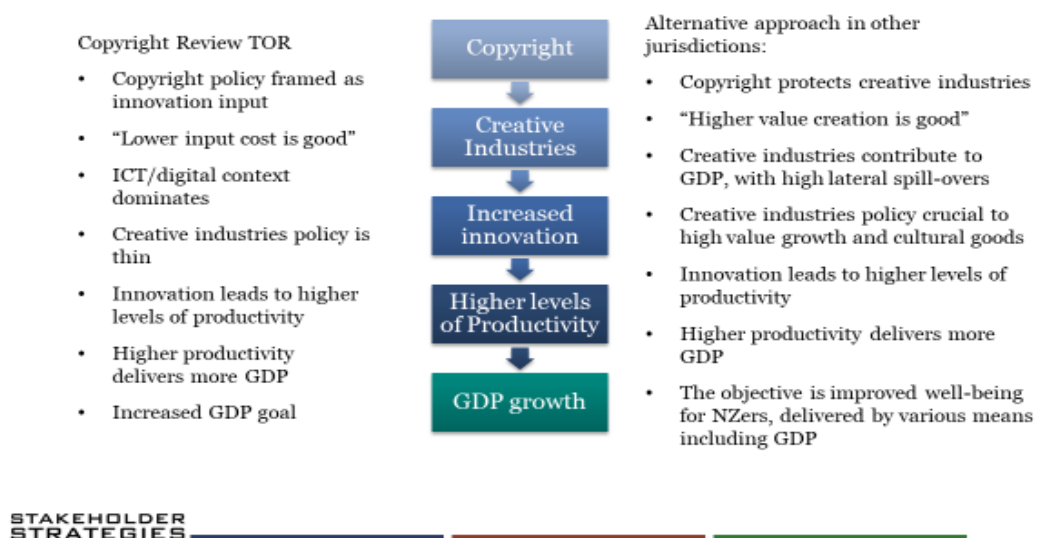 Copyright Review TOR
• Copyright policy framed as
innovation input
• “Lower input cost is good”
• ICT/digital context
dominates
• Creative industries policy is
thin
• Innovation leads to higher
levels of productivity
• Higher productivity
delivers more GDP
• Increased GDP goal
Copyright
Creative
Industries
Increased
innovation
Higher levels
of Productivity
GDP growth
Alternative approach in other
jurisdictions:
• Copyright protects creative industries
• “Higher value creation is good”
• Creative industries contribute to
GDP, with high lateral spill-overs
• Creative industries policy crucial to
high value growth and cultural goods
• Innovation leads to higher levels of
productivity
• Higher productivity delivers more
GDP
• The objective is improved well-being
for NZers, delivered by various means
including GDP
STAKEHOLDER
STRATEGIES